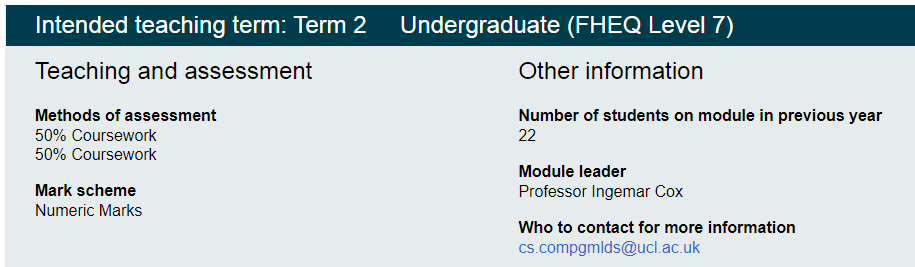 Intended teaching term: Term 2 Undergraduate (FHEQ Level 7)
Teaching and assessment
Methods of assessment
50% Coursework
50% Coursework
Mark scheme
Numeric Marks
Other information
Number of students on module in previous year
22
Module leader
Professor Ingemar Cox
Who to contact for more information
cs.compgmlds@ucl.ac.uk